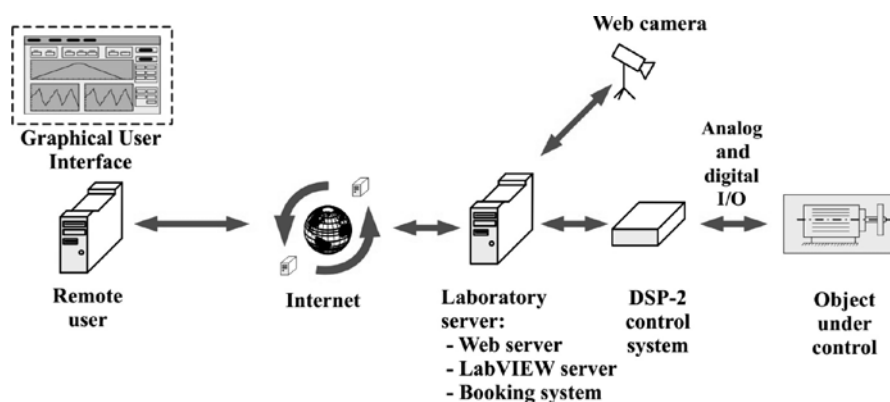 Web camera
Graphical User
Interface
Analog
and
digital
I/O
Remote
user
Internet
Laboratory
server:
- Web server
- LabVIEW server
- Booking system
DSP-2
control
system
Object
under
control